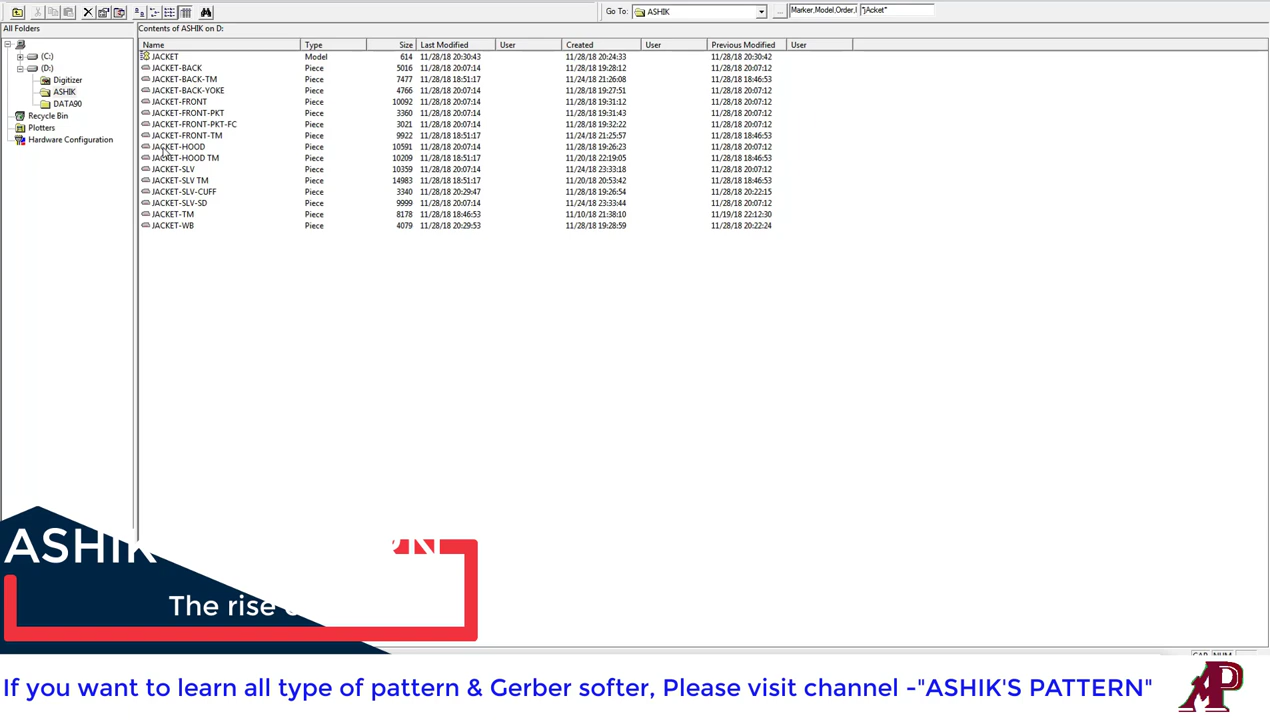 Go To: ASHIK ... Marker,Model,Order, *jAcket*
All Folders
Contents of ASHIK on D:
Name Type Size Last Modified User Created User Previous Modified User
(C:)
(D:)
Digitizer
ASHIK
DATA90
Recycle Bin
Plotters
Hardware Configuration
JACKET Model 614 11/28/18 20:30:43 11/28/18 20:24:33 11/28/18 20:30:42
JACKET-BACK Piece 5016 11/28/18 20:07:14 11/28/18 19:28:12 11/28/18 20:07:12
JACKET-BACK-TM Piece 7477 11/28/18 18:51:17 11/24/18 21:26:08 11/28/18 18:46:53
JACKET-BACK-YOKE Piece 4766 11/28/18 20:07:14 11/28/18 19:27:51 11/28/18 20:07:12
JACKET-FRONT Piece 10092 11/28/18 20:07:14 11/28/18 19:31:12 11/28/18 20:07:12
JACKET-FRONT-PKT Piece 3360 11/28/18 20:07:14 11/28/18 19:31:43 11/28/18 20:07:12
JACKET-FRONT-PKT-FC Piece 3021 11/28/18 20:07:14 11/28/18 19:32:22 11/28/18 20:07:12
JACKET-FRONT-TM Piece 9922 11/28/18 18:51:17 11/24/18 21:25:57 11/28/18 18:46:53
JACKET-HOOD Piece 10591 11/28/18 20:07:14 11/28/18 19:26:23 11/28/18 20:07:12
JACKET-HOOD TM Piece 10209 11/28/18 18:51:17 11/20/18 22:19:05 11/28/18 18:46:53
JACKET-SLV Piece 10359 11/28/18 20:07:14 11/24/18 23:33:18 11/28/18 20:07:12
JACKET-SLV TM Piece 14983 11/28/18 18:51:17 11/20/18 20:53:42 11/28/18 18:46:53
JACKET-SLV-CUFF Piece 3340 11/28/18 20:29:47 11/28/18 19:26:54 11/28/18 20:22:15
JACKET-SLV-SD Piece 9999 11/28/18 20:07:14 11/24/18 23:33:44 11/28/18 20:07:12
JACKET-TM Piece 8178 11/28/18 18:46:53 11/10/18 21:38:10 11/19/18 22:12:30
JACKET-WB Piece 4079 11/28/18 20:29:53 11/28/18 19:28:59 11/28/18 20:22:24
ASHIK
The rise
If you want to learn all type of pattern & Gerber softer, Please visit channel -"ASHIK'S PATTERN"
AP